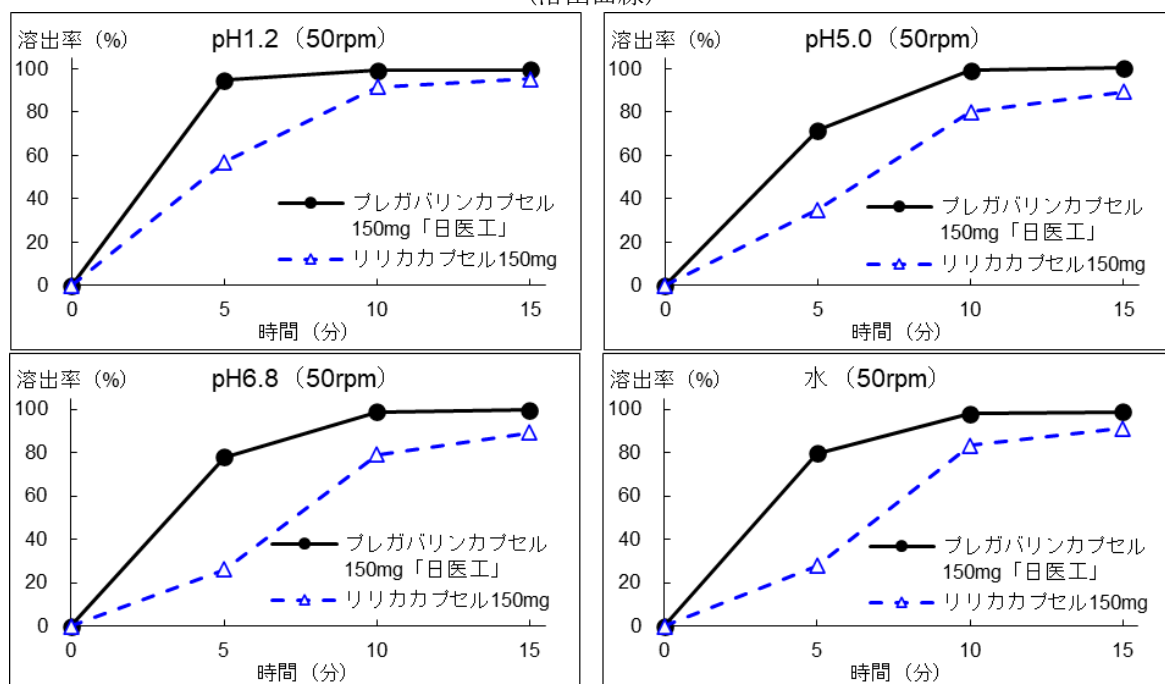 (溶出曲線)
溶出率 (%)
pH1.2 (50rpm)
100
80
60
40
20
0
プレガバリンカプセル
150mg「日医工」
リリカカプセル150mg
0 5 10 15
時間 (分)
溶出率 (%)
pH5.0 (50rpm)
100
80
60
40
20
0
プレガバリンカプセル
150mg「日医工」
リリカカプセル150mg
0 5 10 15
時間 (分)
溶出率 (%)
pH6.8 (50rpm)
100
80
60
40
20
0
プレガバリンカプセル
150mg「日医工」
リリカカプセル150mg
0 5 10 15
時間 (分)
溶出率 (%)
水 (50rpm)
100
80
60
40
20
0
プレガバリンカプセル
150mg「日医工」
リリカカプセル150mg
0 5 10 15
時間 (分)